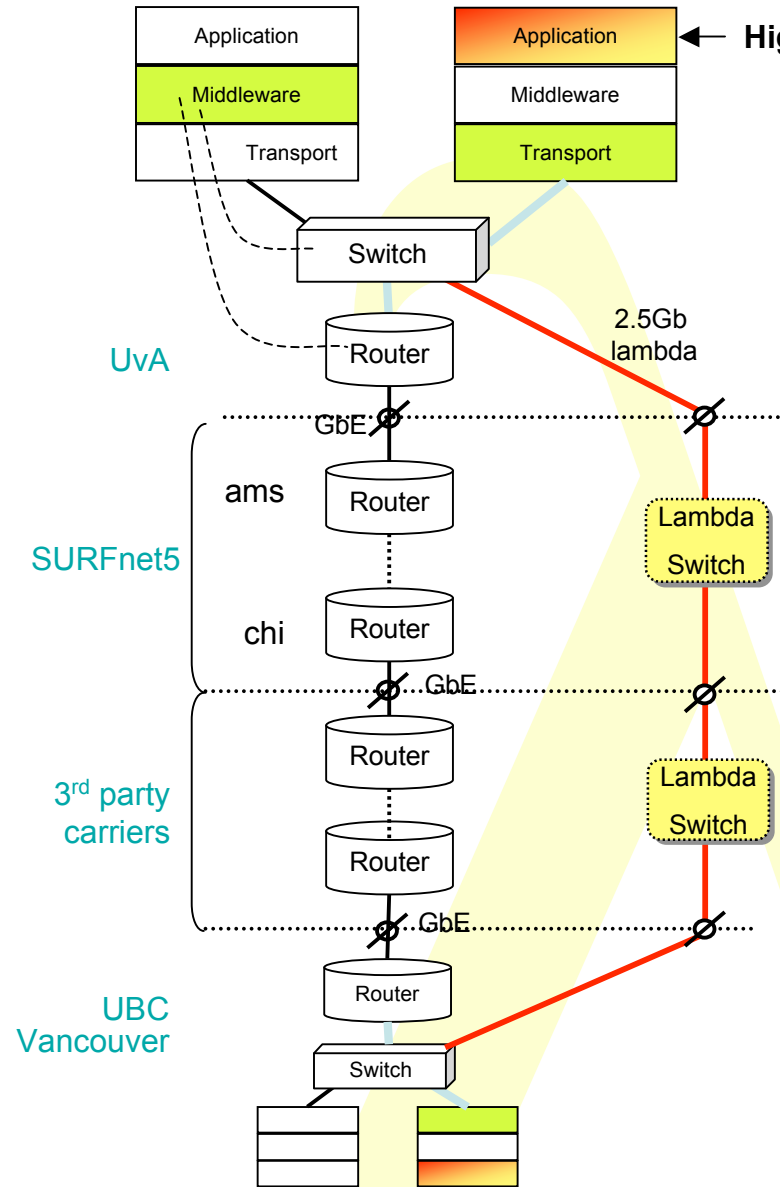 Application
Middleware
Transport
Application
Middleware
Transport
Hig
Switch
2.5Gb
lambda
Router
UvA
GbE
ams
Router
Lambda
Switch
SURFnet5
chi
Router
GbE
Router
Lambda
Switch
3rd party
carriers
Router
GbE
Router
UBC
Vancouver
Switch